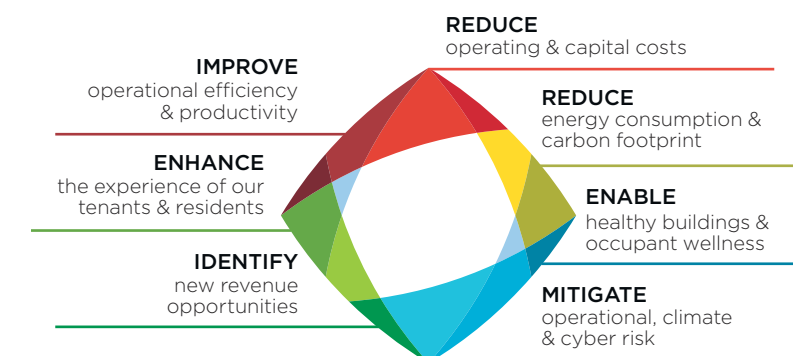 REDUCE
operating & capital costs
IMPROVE
operational efficiency
& productivity
REDUCE
energy consumption &
carbon footprint
ENHANCE
the experience of our
tenants & residents
ENABLE
healthy buildings &
occupant wellness
IDENTIFY
new revenue
opportunities
MITIGATE
operational, climate
& cyber risk